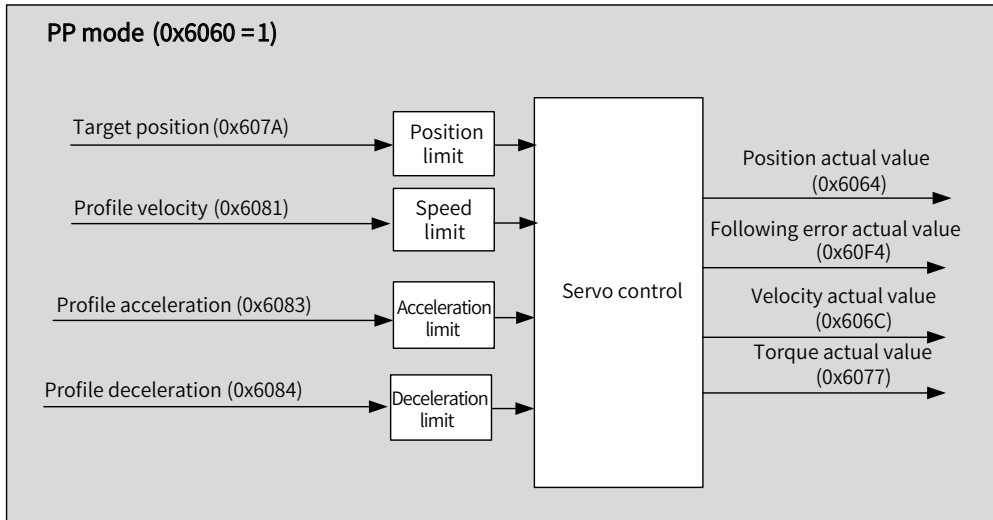 PP mode (0x6060 =1)
Target position (0x607A)
Position
limit
Profile velocity (0x6081)
Speed
limit
Profile acceleration (0x6083)
Acceleration
limit
Profile deceleration (0x6084)
Deceleration
limit
Servo control
Position actual value
(0x6064)
Following error actual value
(0x60F4)
Velocity actual value
(0x606C)
Torque actual value
(0x6077)